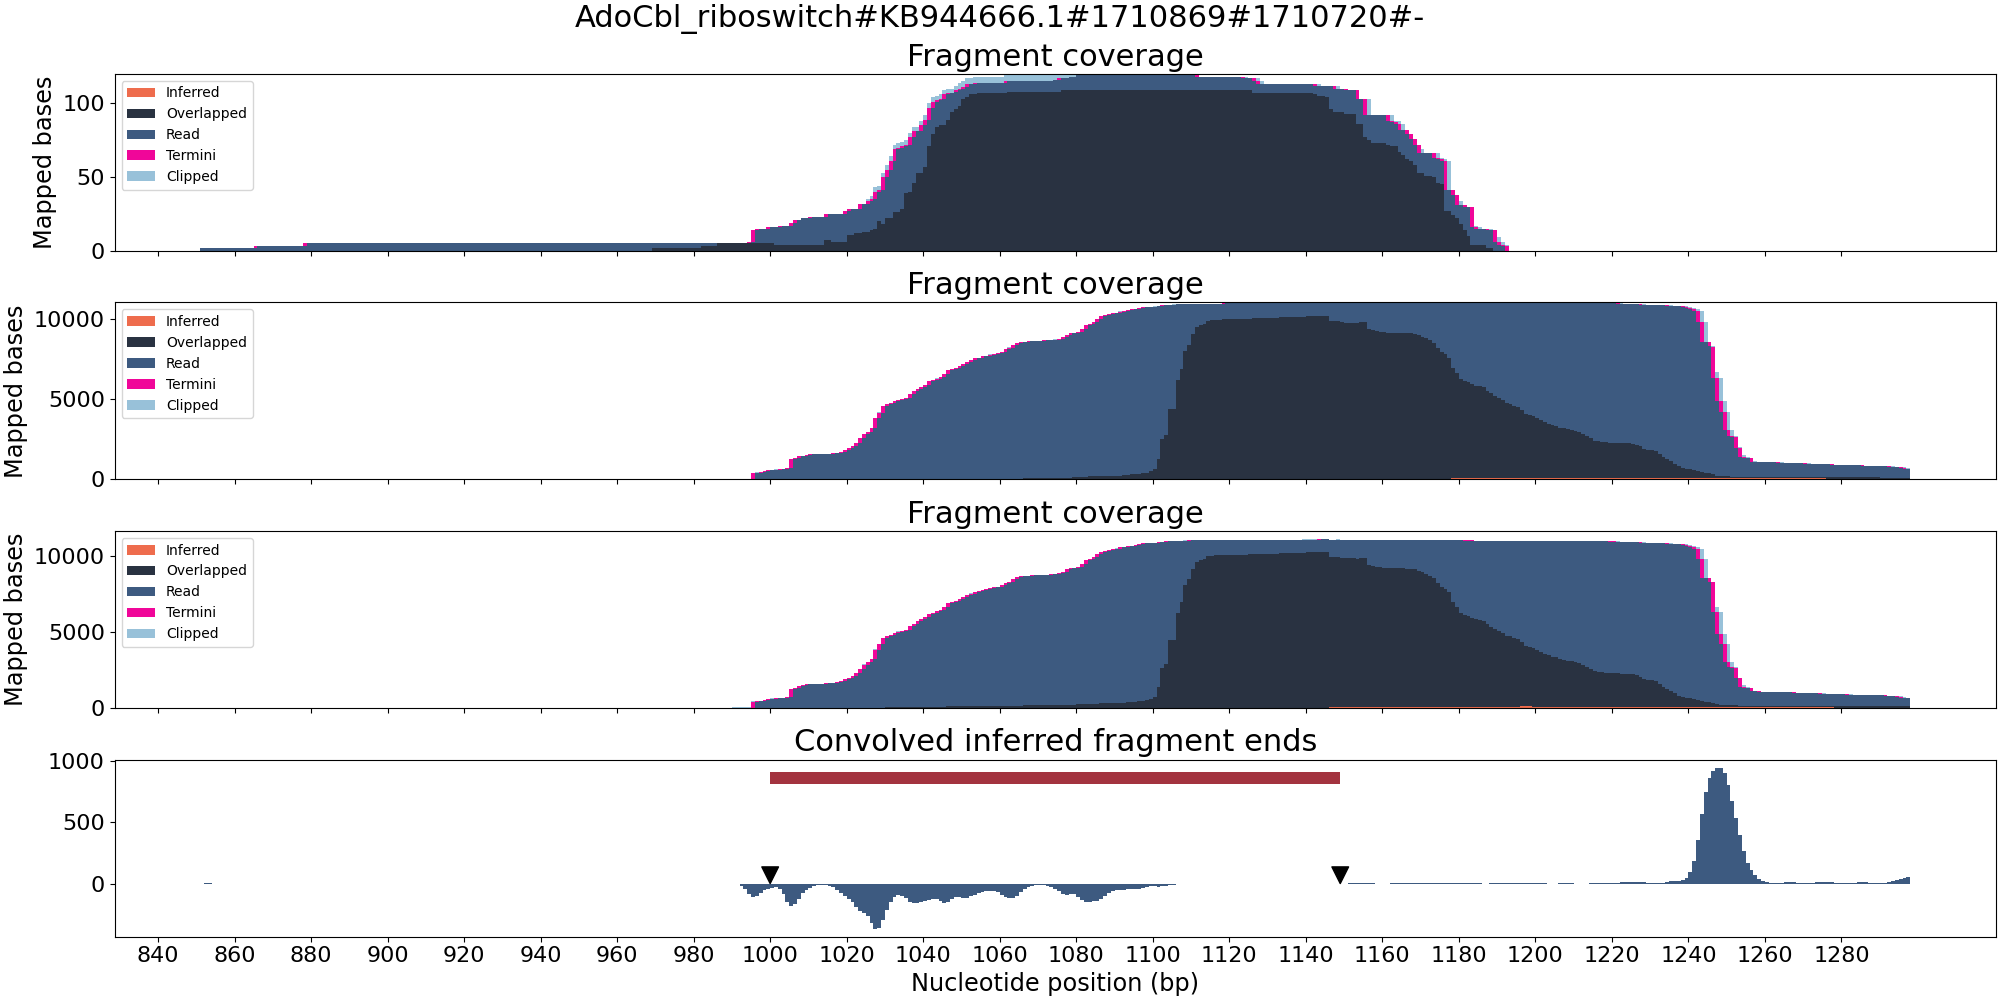 AdoCbl_riboswitch#KB944666.1#1710869#1710720#-
Fragment coverage
Mapped bases
100
50
0
Inferred
Overlapped
Read
Termini
Clipped
Fragment coverage
Mapped bases
10000
5000
0
Inferred
Overlapped
Read
Termini
Clipped
Fragment coverage
Mapped bases
10000
5000
0
Inferred
Overlapped
Read
Termini
Clipped
Convolved inferred fragment ends
1000
500
0
840 860 880 900 920 940 960 980 1000 1020 1040 1060 1080 1100 1120 1140 1160 1180 1200 1220 1240 1260 1280
Nucleotide position (bp)